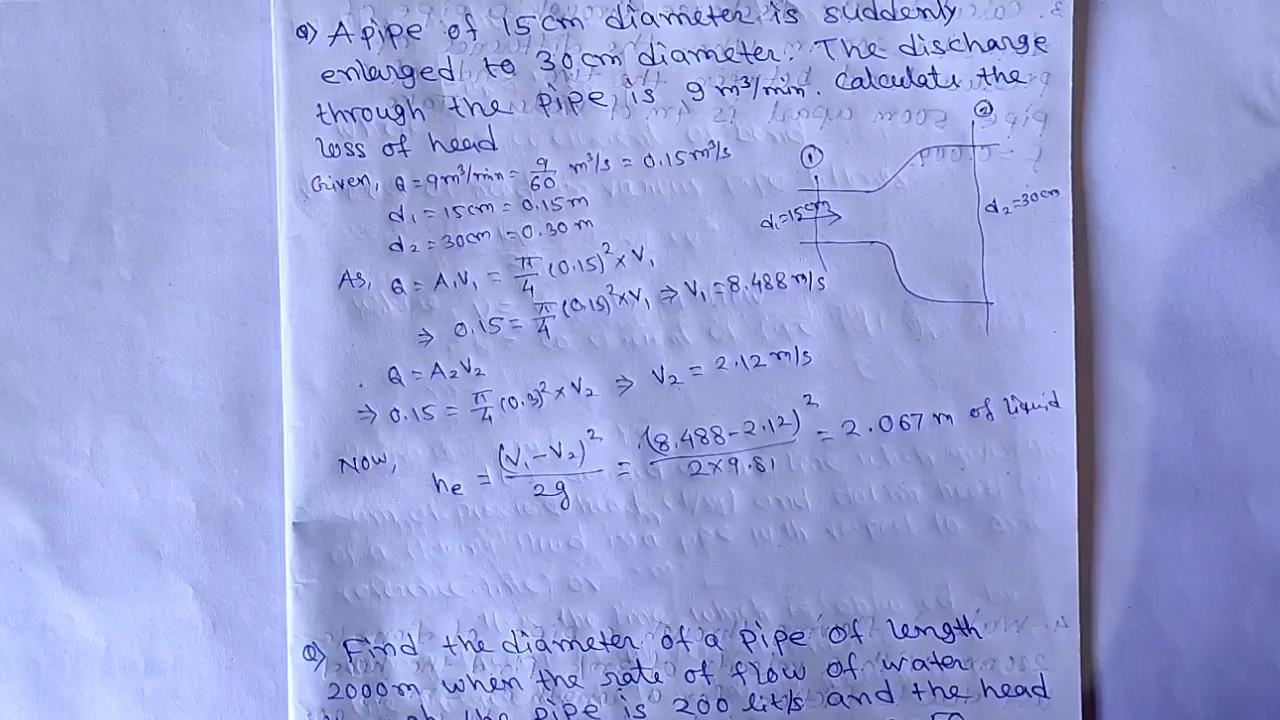 Q) A pipe of 15cm diameter is suddenly
enlarged to 30cm diameter. The discharge
through the pipe is 9 m³/min. Calculate the
loss of head
Given, Q = 9m³/min = 9/60 m³/s = 0.15 m³/s
d₁ = 15cm = 0.15m
d₂ = 30cm = 0.30 m
As, Q = A₁V₁ = π/4 (0.15)² × V₁
⇒ 0.15 = π/4 (0.15)² × V₁ ⇒ V₁ = 8.488 m/s
Q = A₂V₂
⇒ 0.15 = π/4 (0.3)² × V₂ ⇒ V₂ = 2.12 m/s
Now, he = (V₁ - V₂)²/2g = (8.488 - 2.12)²/2×9.81 = 2.067 m of liquid
①
②
d₁=15cm
d₂=30cm
Q) Find the diameter of a pipe of length
2000m when the rate of flow of water
pipe is 200 lit/s and the head